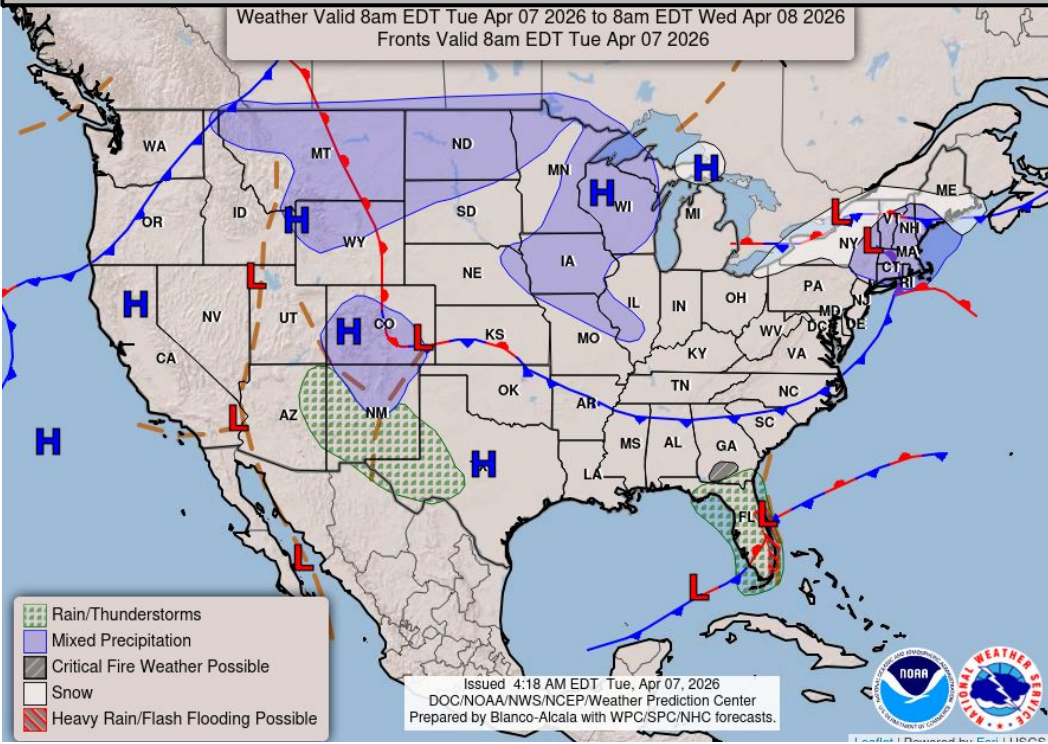 Weather Valid 8am EDT Tue Apr 07 2026 to 8am EDT Wed Apr 08 2026
Fronts Valid 8am EDT Tue Apr 07 2026
WA
MT
ND
MN
ME
OR
ID
WY
SD
WI
MI
VT
NH
NY
MA
CT
RI
NV
UT
CO
NE
IA
IL
IN
OH
PA
NJ
MD
DE
DC
WV
VA
CA
KS
MO
KY
AZ
NM
OK
AR
TN
NC
SC
MS
AL
GA
LA
FL
H
H
H
H
H
H
H
L
L
L
L
L
L
L
L
Rain/Thunderstorms
Mixed Precipitation
Critical Fire Weather Possible
Snow
Heavy Rain/Flash Flooding Possible
Issued 4:18 AM EDT Tue, Apr 07, 2026
DOC/NOAA/NWS/NCEP/Weather Prediction Center
Prepared by Blanco-Alcala with WPC/SPC/NHC forecasts.
NOAA
NATIONAL WEATHER SERVICE
Leaflet | Powered by Esri | USGS